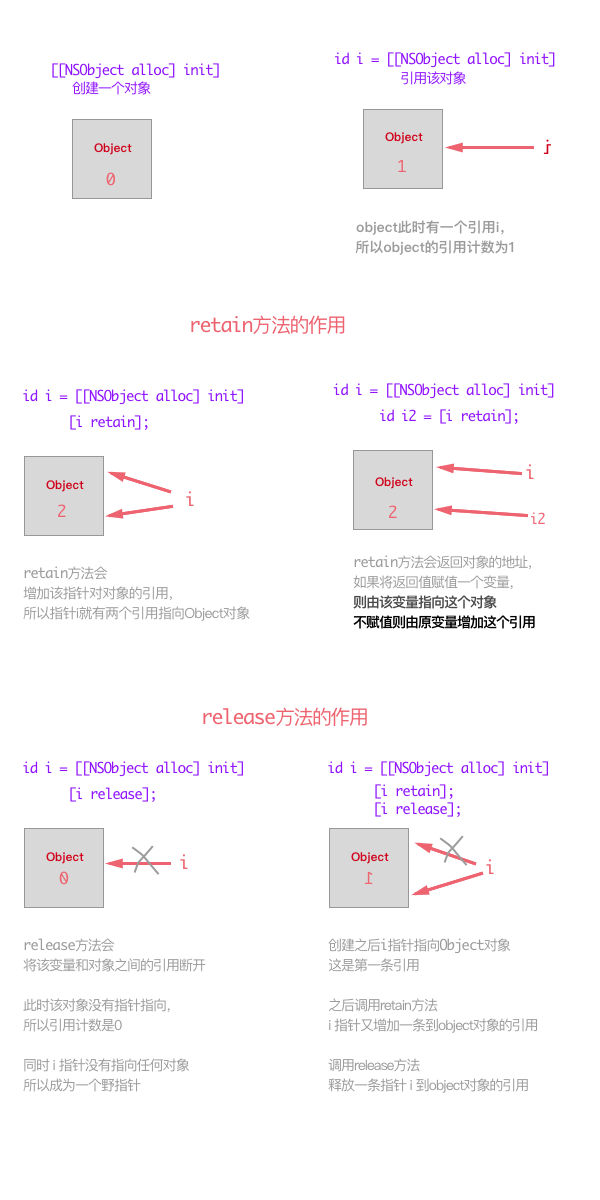 [[NSObject alloc] init]
创建一个对象
Object
0
id i = [[NSObject alloc] init]
引用该对象
Object
1
i
object此时有一个引用i,
所以object的引用计数为1
retain方法的作用
id i = [[NSObject alloc] init]
[i retain];
Object
2
i
retain方法会
增加该指针对对象的引用，
所以指针i就有两个引用指向Object对象
id i = [[NSObject alloc] init]
id i2 = [i retain];
Object
2
i
i2
retain方法会返回对象的地址，
如果将返回值赋值一个变量，
则由该变量指向这个对象
不赋值则由原变量增加这个引用
release方法的作用
id i = [[NSObject alloc] init]
[i release];
Object
0
i
release方法会
将该变量和对象之间的引用断开
此时该对象没有指针指向，
所以引用计数是0
同时 i 指针没有指向任何对象
所以成为一个野指针
id i = [[NSObject alloc] init]
[i retain];
[i release];
Object
1
i
创建之后i指针指向Object对象
这是第一条引用
之后调用retain方法
i 指针又增加一条到object对象的引用
调用release方法
释放一条指针 i 到object对象的引用